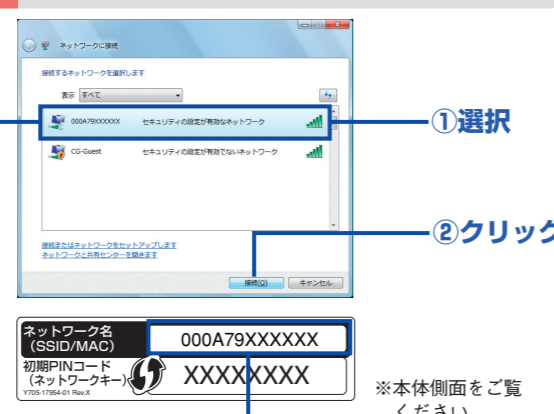 ネットワークに接続
接続するネットワークを選択します
表示 すべて
000A79XXXXXX セキュリティの設定が有効なネットワーク
①選択
CG-Guest セキュリティの設定が有効でないネットワーク
②クリック
接続またはネットワークをセットアップします
ネットワークと共有センターを開きます
接続(O) キャンセル
ネットワーク名
(SSID/MAC) 000A79XXXXXX
初期PINコード
(ネットワークキー) XXXXXXXX
Y705-17954-01 Rev.X
※本体側面をご覧
ください